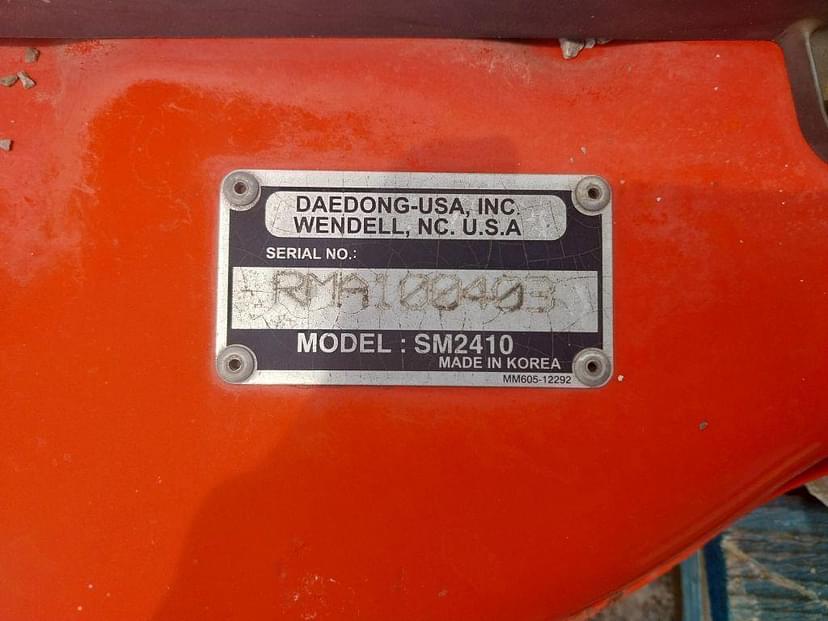 DAEDONG-USA, INC.
WENDELL, NC. U.S.A
SERIAL NO.:
RMA100403
MODEL : SM2410
MADE IN KOREA
MM605-12292